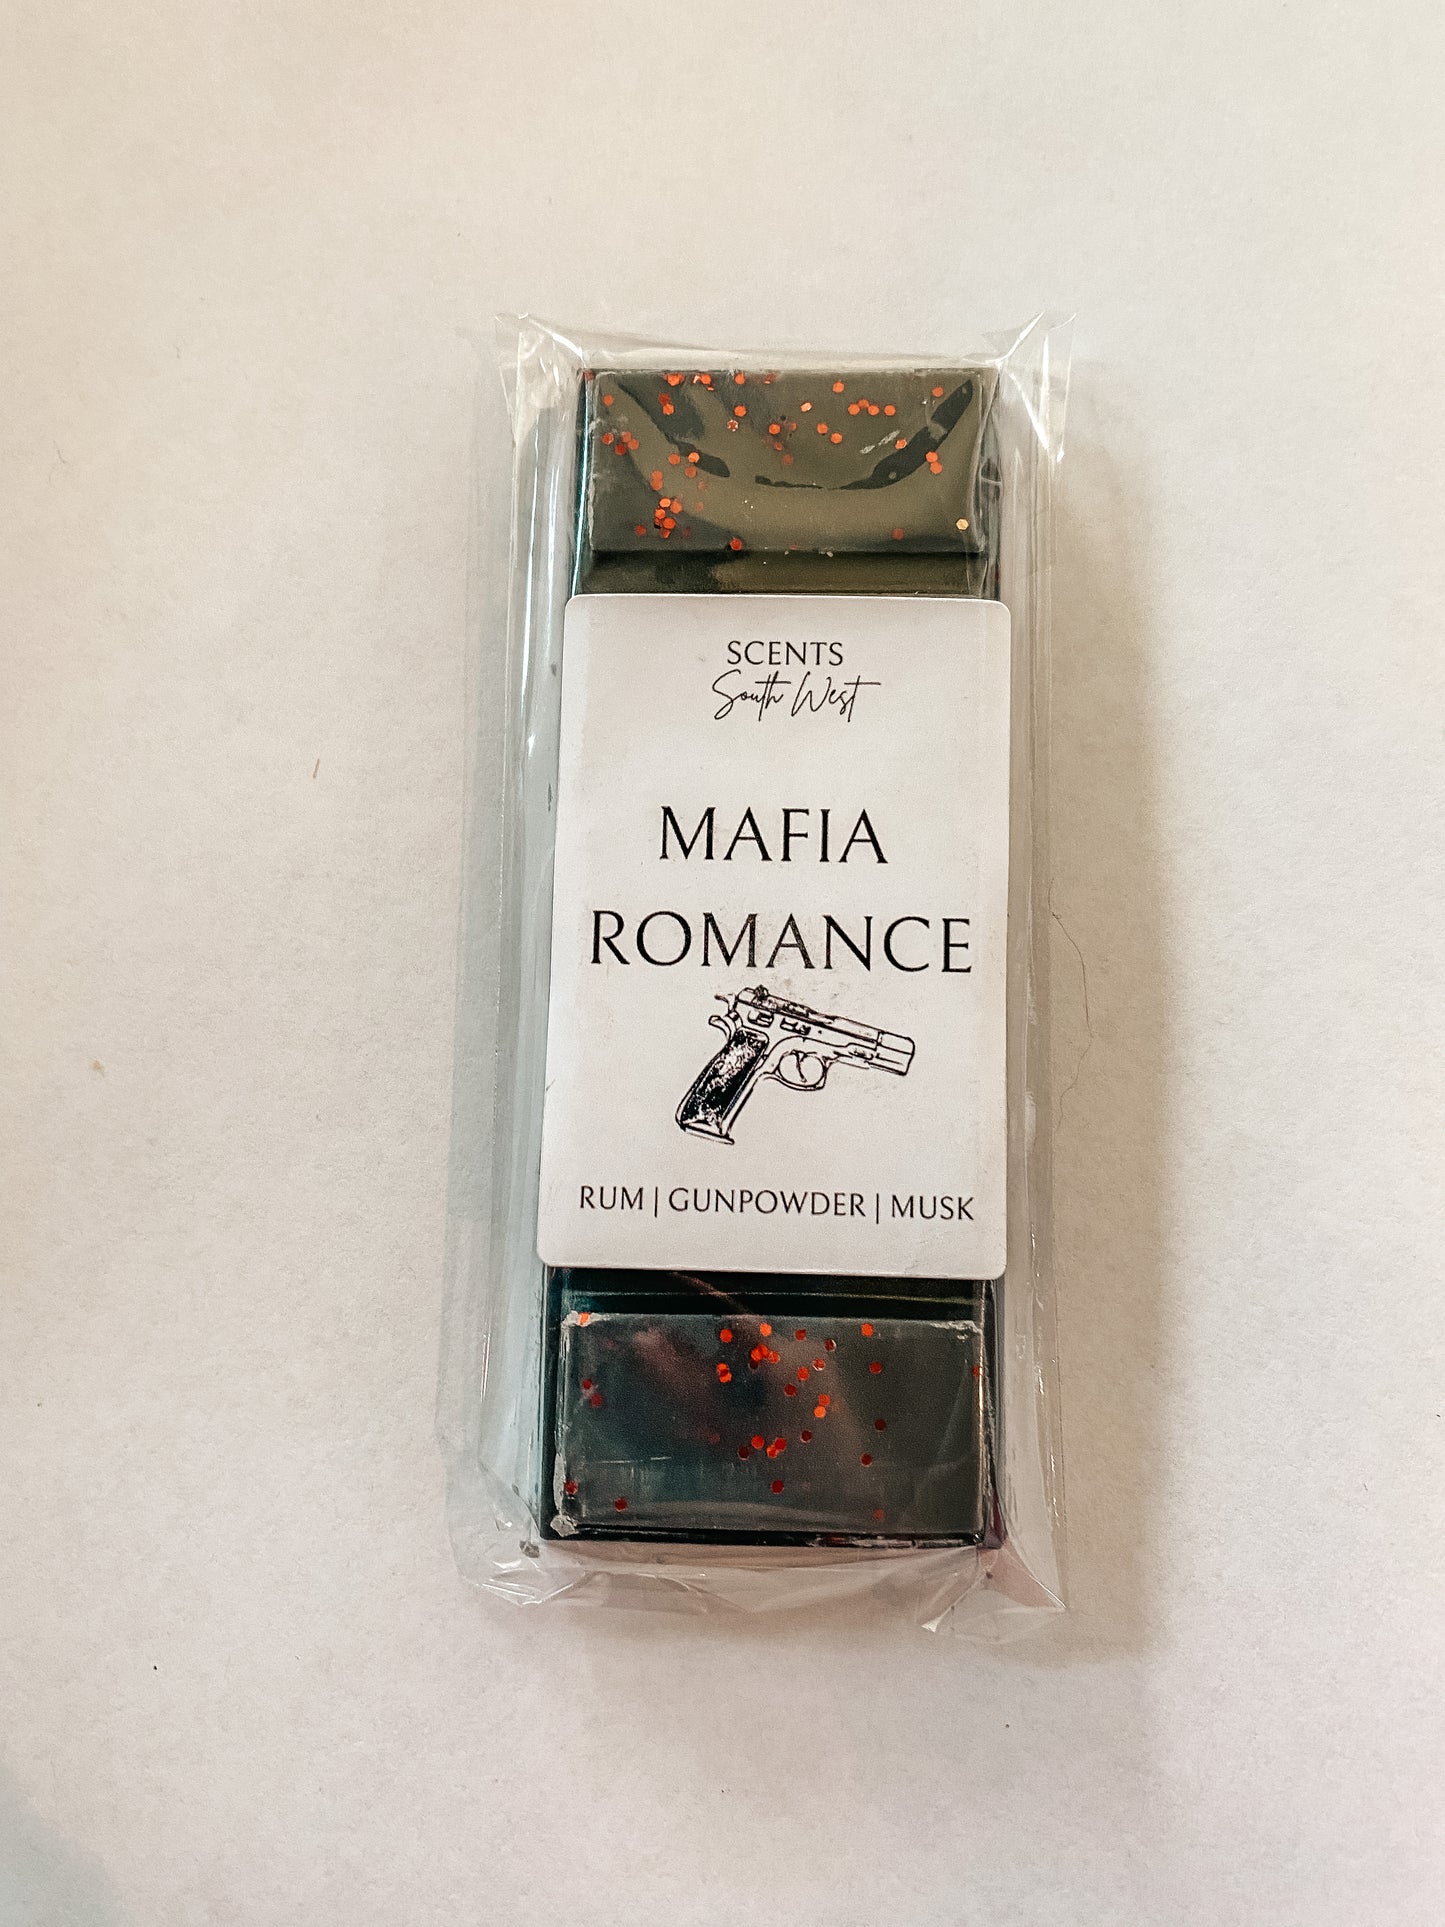 SCENTS
South West
MAFIA
ROMANCE
RUM | GUNPOWDER | MUSK